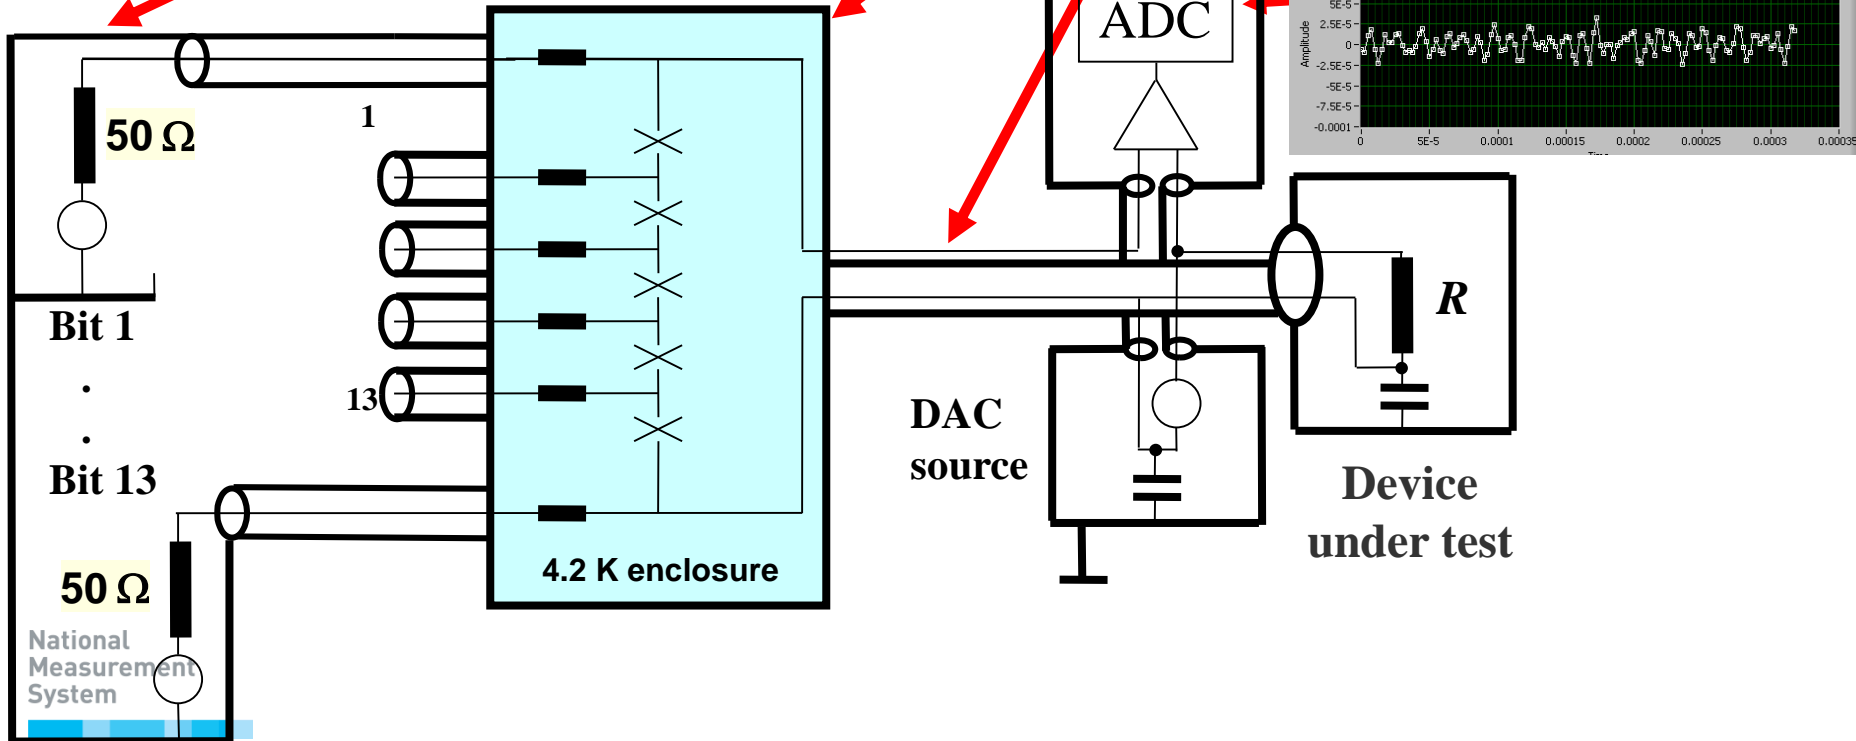 ADC
Amplitude
5E-5
2.5E-5
0
-2.5E-5
-5E-5
-7.5E-5
-0.0001
0
5E-5
0.0001
0.00015
0.0002
0.00025
0.0003
0.00035
1
50 Ω
Bit 1
.
.
Bit 13
13
R
DAC
source
Device
under test
50 Ω
4.2 K enclosure
National
Measurement
System